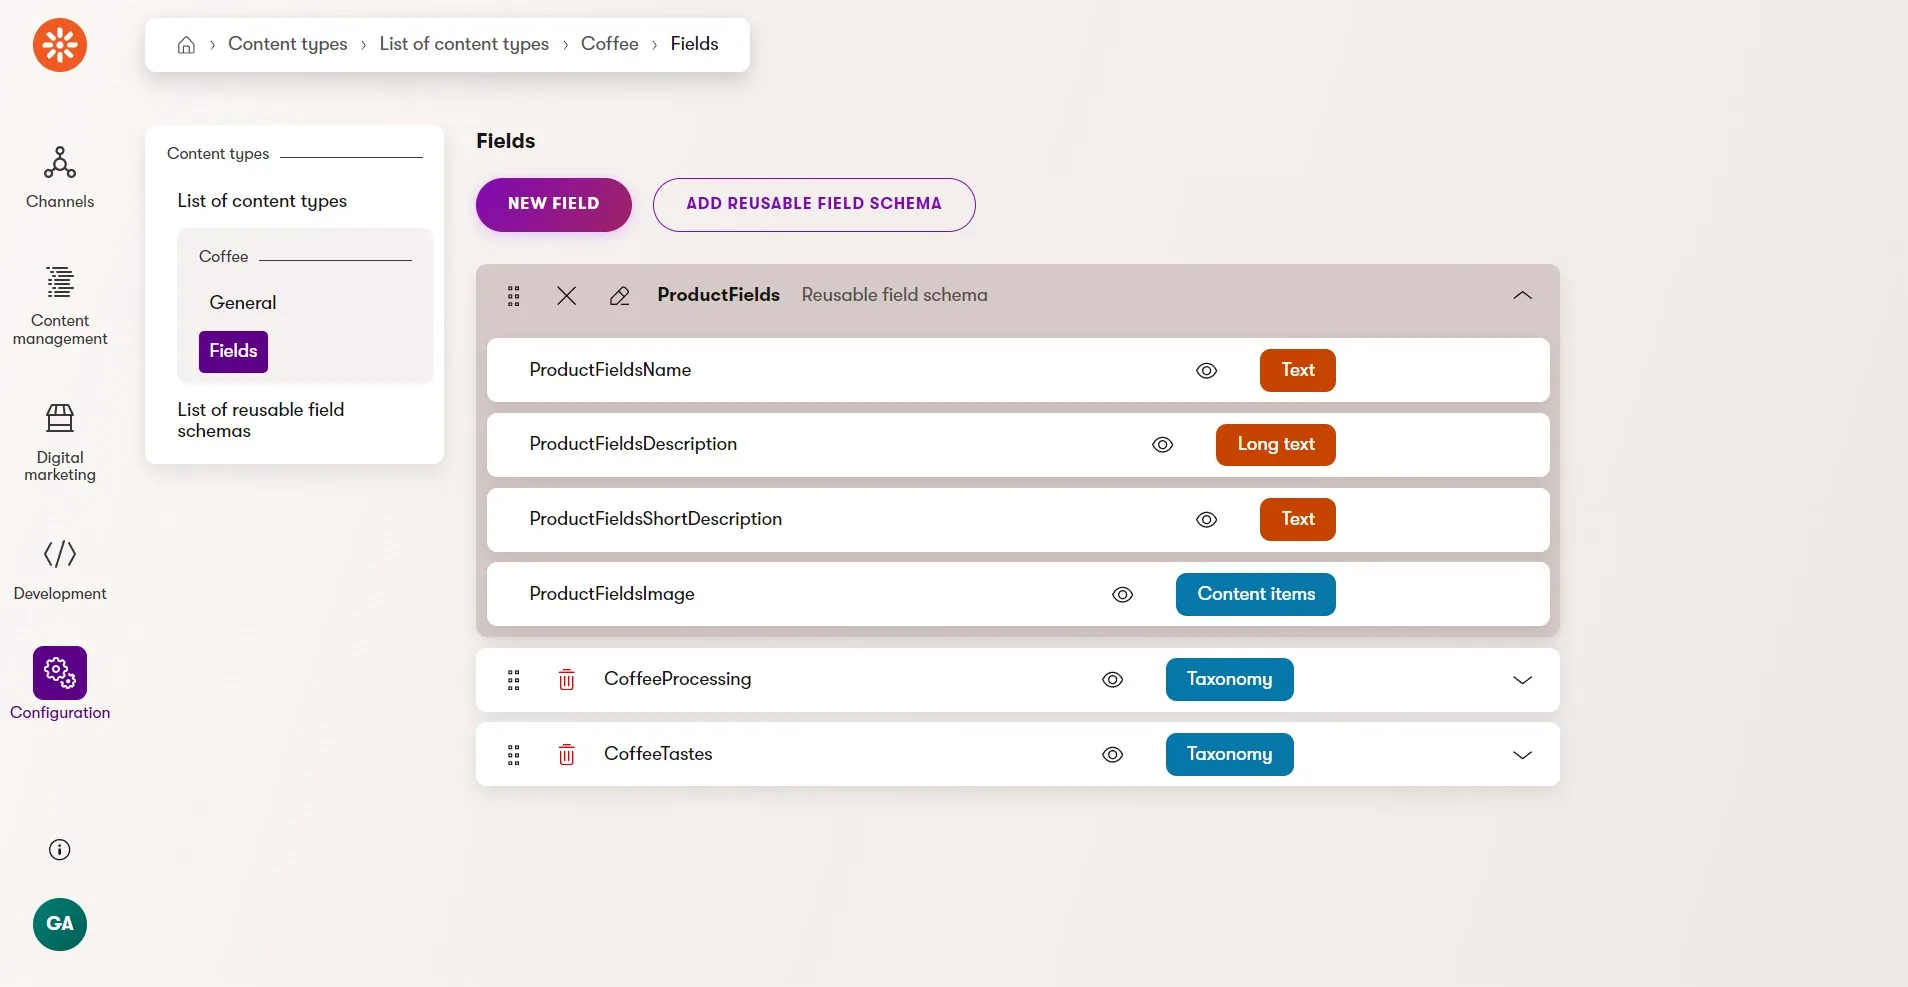 Content types
List of content types
Coffee
Fields
Channels
Content
management
Digital
marketing
Development
Configuration
GA
Content types
List of content types
Coffee
General
Fields
List of reusable field
schemas
Fields
NEW FIELD
ADD REUSABLE FIELD SCHEMA
ProductFields Reusable field schema
ProductFieldsName Text
ProductFieldsDescription Long text
ProductFieldsShortDescription Text
ProductFieldsImage Content items
CoffeeProcessing Taxonomy
CoffeeTastes Taxonomy